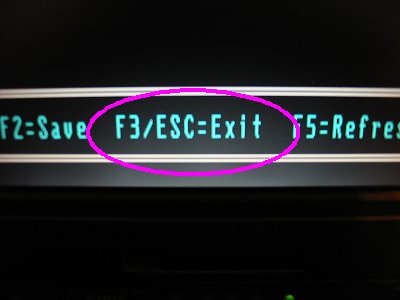 F2=Save F3/ESC=Exit F5=Refres